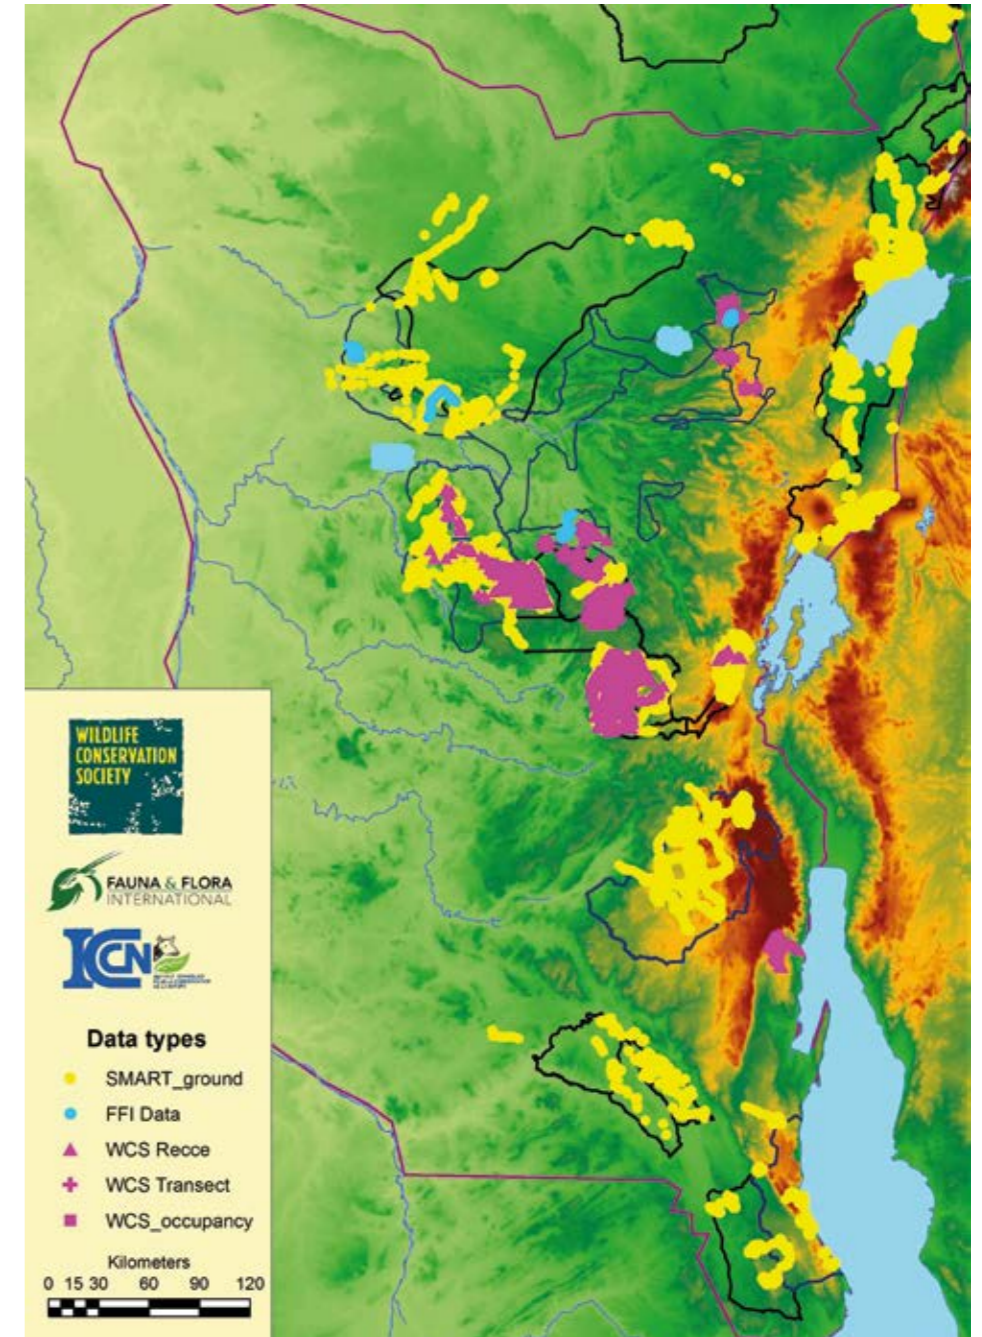 WILDLIFE
CONSERVATION
SOCIETY
FAUNA & FLORA
INTERNATIONAL
ICCN
Data types
SMART_ground
FFI Data
WCS Recce
WCS Transect
WCS_occupancy
Kilometers
0 15 30 60 90 120